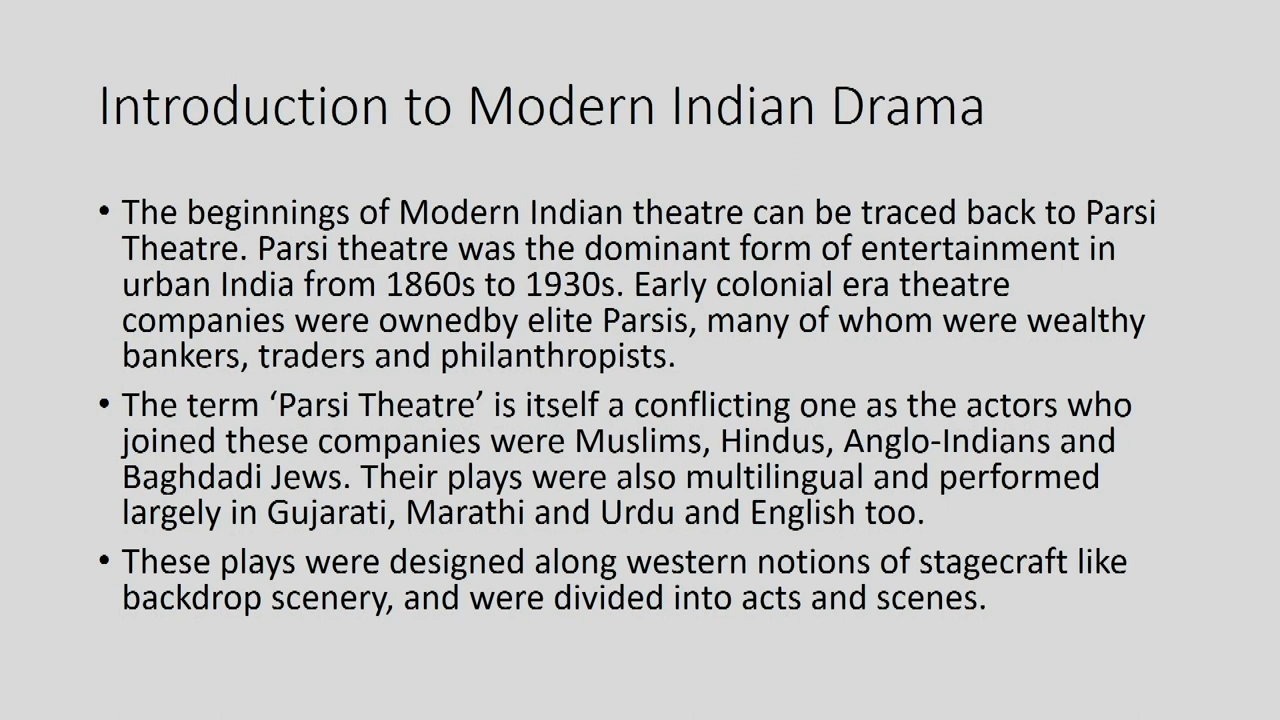 Introduction to Modern Indian Drama
• The beginnings of Modern Indian theatre can be traced back to Parsi
Theatre. Parsi theatre was the dominant form of entertainment in
urban India from 1860s to 1930s. Early colonial era theatre
companies were ownedby elite Parsis, many of whom were wealthy
bankers, traders and philanthropists.
• The term ‘Parsi Theatre’ is itself a conflicting one as the actors who
joined these companies were Muslims, Hindus, Anglo-Indians and
Baghdadi Jews. Their plays were also multilingual and performed
largely in Gujarati, Marathi and Urdu and English too.
• These plays were designed along western notions of stagecraft like
backdrop scenery, and were divided into acts and scenes.